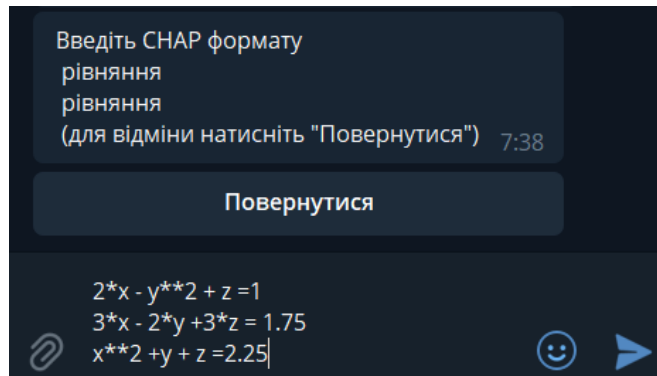 Введіть СНАР формату
рівняння
рівняння
(для відміни натисніть "Повернутися")
7:38
Повернутися
2*x - y**2 + z =1
3*x - 2*y +3*z = 1.75
x**2 +y + z =2.25